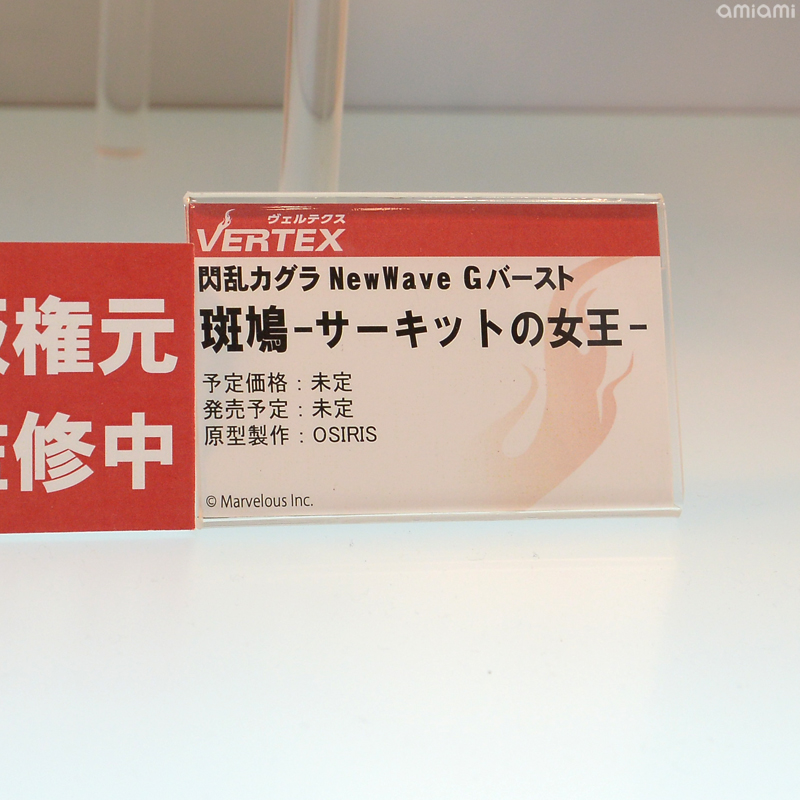 amiami
ヴェルテクス
VERTEX
閃乱カグラ NewWave Gバースト
斑鳩-サーキットの女王-
予定価格：未定
発売予定：未定
原型製作：OSIRIS
© Marvelous Inc.
権元
修中